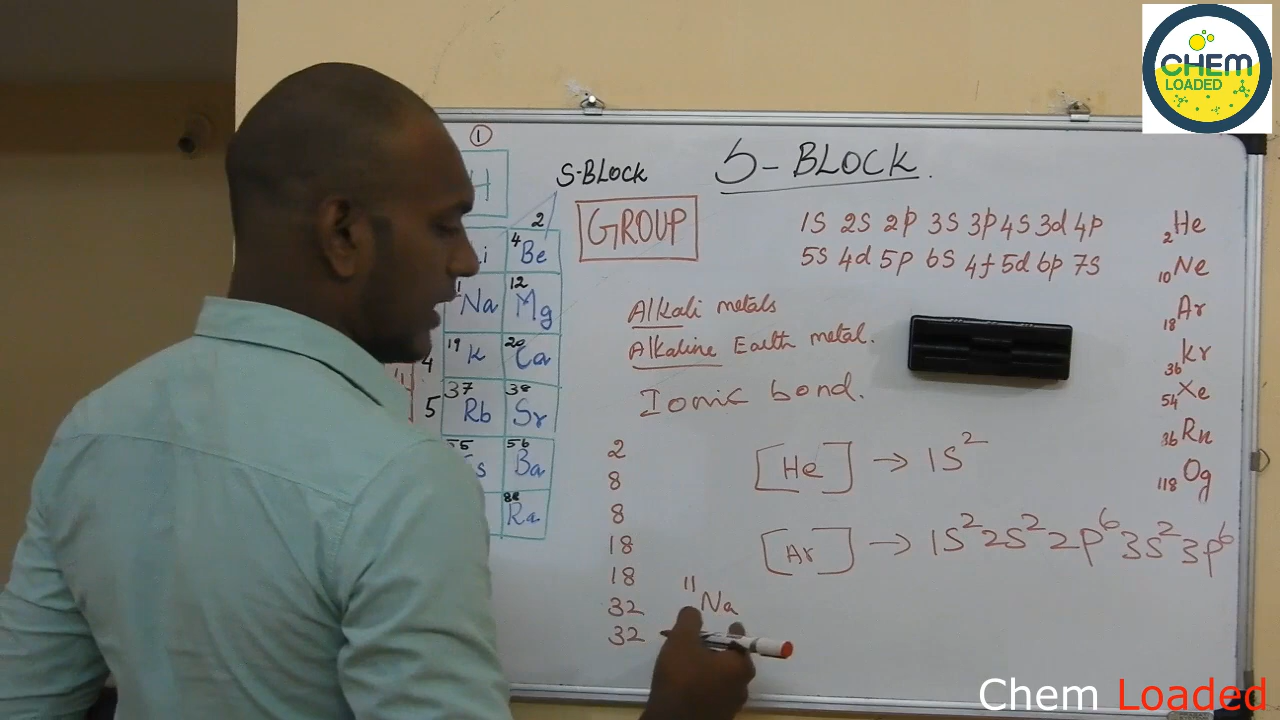 CHEM
LOADED
1
H
S-BLOCK
S-BLOCK.
2
GROUP
1S 2S 2p 3S 3p 4S 3d 4p
5S 4d 5p 6S 4f 5d 6p 7S
2He
10Ne
18Ar
36Kr
54Xe
36Rn
118Og
i 4Be
Na 12Mg
4 19K 20Ca
5 37Rb 38Sr
55s 56Ba
88Ra
Alkali metals
Alkaline Earth metal.
Ionic bond.
2
8
8
18
18
32
32
[He] → 1S²
[Ar] → 1S² 2S² 2p⁶ 3S² 3p⁶
11Na
Chem Loaded